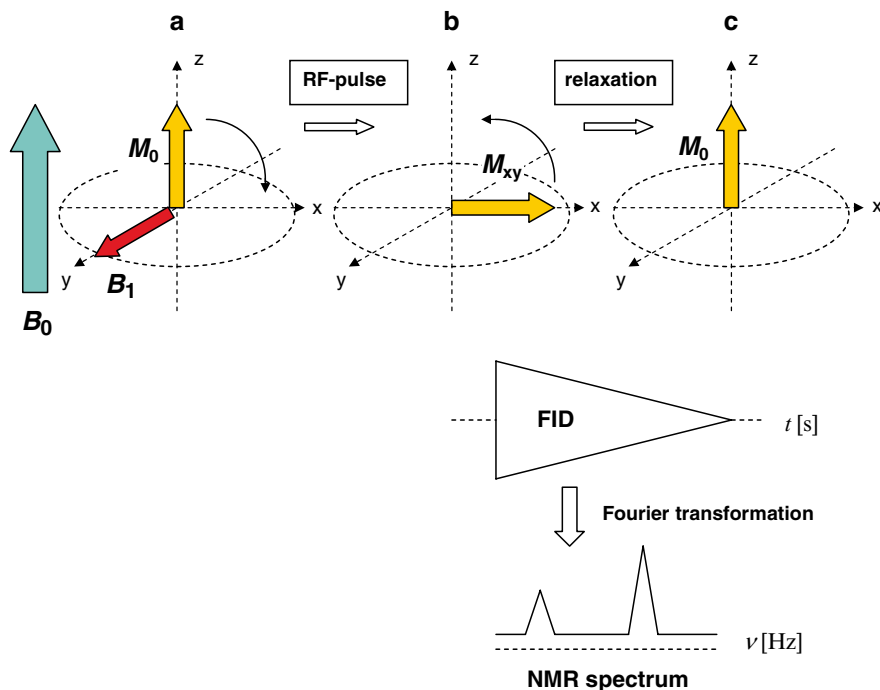 a
b
c
z
RF-pulse
z
relaxation
z
M0
Mxy
M0
x
x
x
y
B1
y
y
B0
FID
t [s]
Fourier transformation
ν [Hz]
NMR spectrum